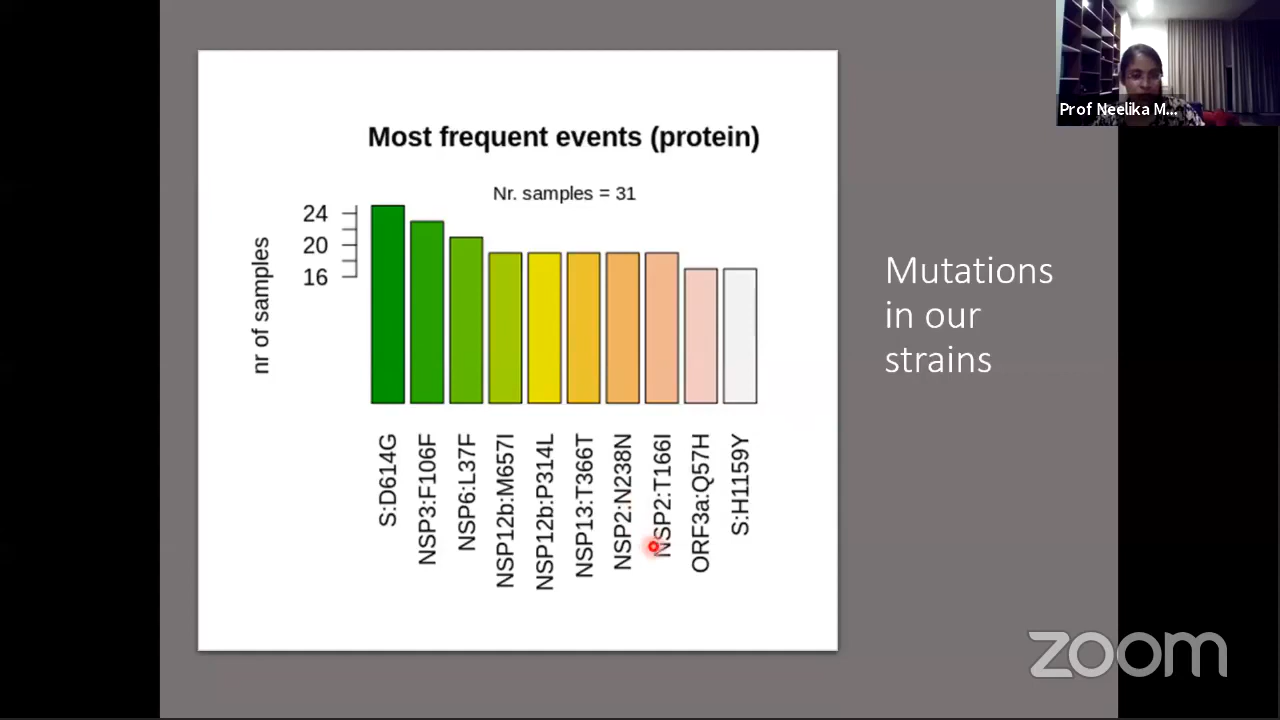 Most frequent events (protein)
Nr. samples = 31
nr of samples
24
20
16
S:D614G
NSP3:F106F
NSP6:L37F
NSP12b:M657I
NSP12b:P314L
NSP13:T366T
NSP2:N238N
NSP2:T166I
ORF3a:Q57H
S:H1159Y
Mutations
in our
strains
Prof Neelika M...
zoom